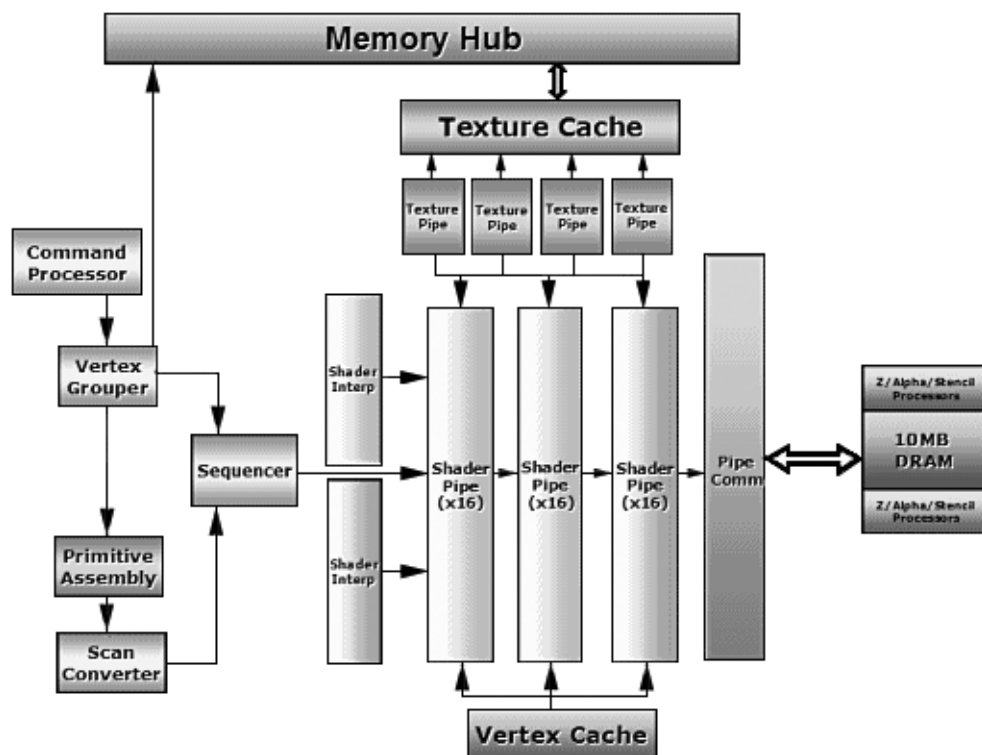 Memory Hub
Texture Cache
Texture
Pipe
Texture
Pipe
Texture
Pipe
Texture
Pipe
Command
Processor
Vertex
Grouper
Sequencer
Primitive
Assembly
Scan
Converter
Shader
Interp
Shader
Interp
Shader
Pipe
(x16)
Shader
Pipe
(x16)
Shader
Pipe
(x16)
Pipe
Comm
Z/Alpha/Stencil
Processors
10MB
DRAM
Z/Alpha/Stencil
Processors
Vertex Cache